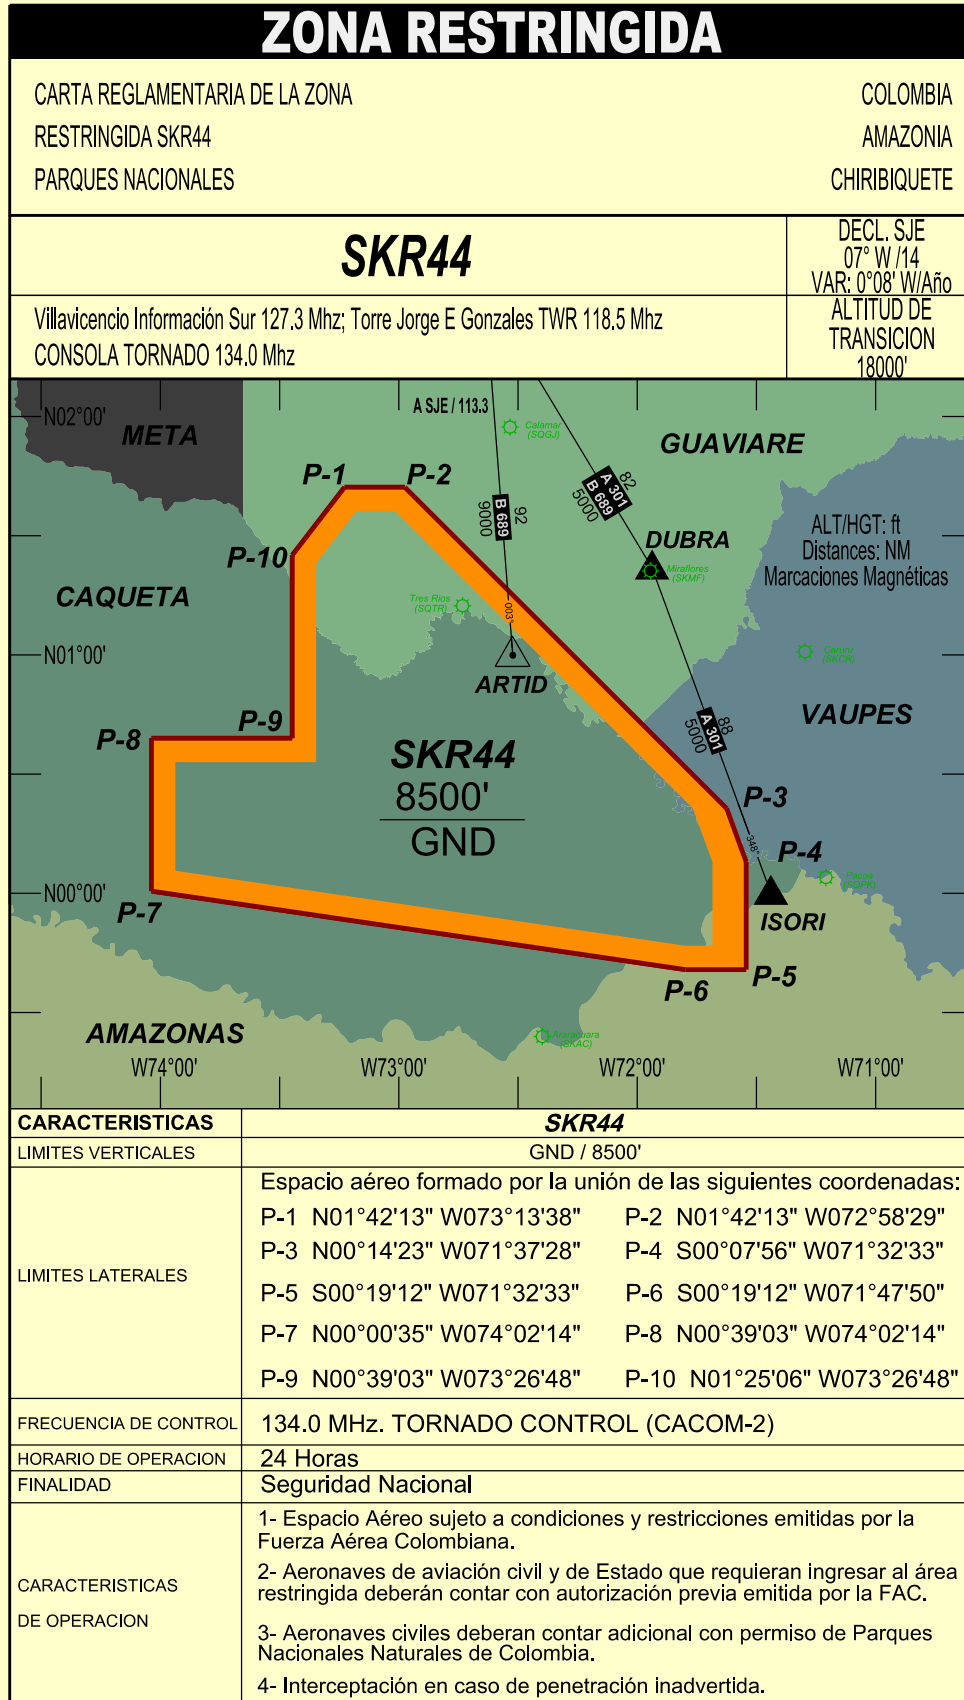 ZONA RESTRINGIDA
CARTA REGLAMENTARIA DE LA ZONA
RESTRINGIDA SKR44
PARQUES NACIONALES
COLOMBIA
AMAZONIA
CHIRIBIQUETE
SKR44
DECL. SJE
07° W /14
VAR: 0°08' W/Año
Villavicencio Información Sur 127.3 Mhz; Torre Jorge E Gonzales TWR 118.5 Mhz
CONSOLA TORNADO 134.0 Mhz
ALTITUD DE
TRANSICION
18000'
N02°00'
META
A SJE / 113.3
Calamar
(SQGJ)
GUAVIARE
P-1
P-2
A 301
B 689
82
5000
B 689
92
9000
ALT/HGT: ft
Distances: NM
Marcaciones Magnéticas
DUBRA
Miraflores
(SKMF)
P-10
CAQUETA
Tres Rios
(SQTR)
003°
N01°00'
ARTID
Caruru
(SKCR)
P-9
P-8
SKR44
8500'
GND
A 301
88
5000
VAUPES
P-3
348°
P-4
N00°00'
P-7
Pacoa
(SQPK)
ISORI
P-5
P-6
AMAZONAS
Araracuara
(SKAC)
W74°00'
W73°00'
W72°00'
W71°00'
CARACTERISTICAS
SKR44
LIMITES VERTICALES
GND / 8500'
LIMITES LATERALES
Espacio aéreo formado por la unión de las siguientes coordenadas:
P-1 N01°42'13" W073°13'38" P-2 N01°42'13" W072°58'29"
P-3 N00°14'23" W071°37'28" P-4 S00°07'56" W071°32'33"
P-5 S00°19'12" W071°32'33" P-6 S00°19'12" W071°47'50"
P-7 N00°00'35" W074°02'14" P-8 N00°39'03" W074°02'14"
P-9 N00°39'03" W073°26'48" P-10 N01°25'06" W073°26'48"
FRECUENCIA DE CONTROL
134.0 MHz. TORNADO CONTROL (CACOM-2)
HORARIO DE OPERACION
24 Horas
FINALIDAD
Seguridad Nacional
CARACTERISTICAS
DE OPERACION
1- Espacio Aéreo sujeto a condiciones y restricciones emitidas por la
Fuerza Aérea Colombiana.
2- Aeronaves de aviación civil y de Estado que requieran ingresar al área
restringida deberán contar con autorización previa emitida por la FAC.
3- Aeronaves civiles deberan contar adicional con permiso de Parques
Nacionales Naturales de Colombia.
4- Interceptación en caso de penetración inadvertida.